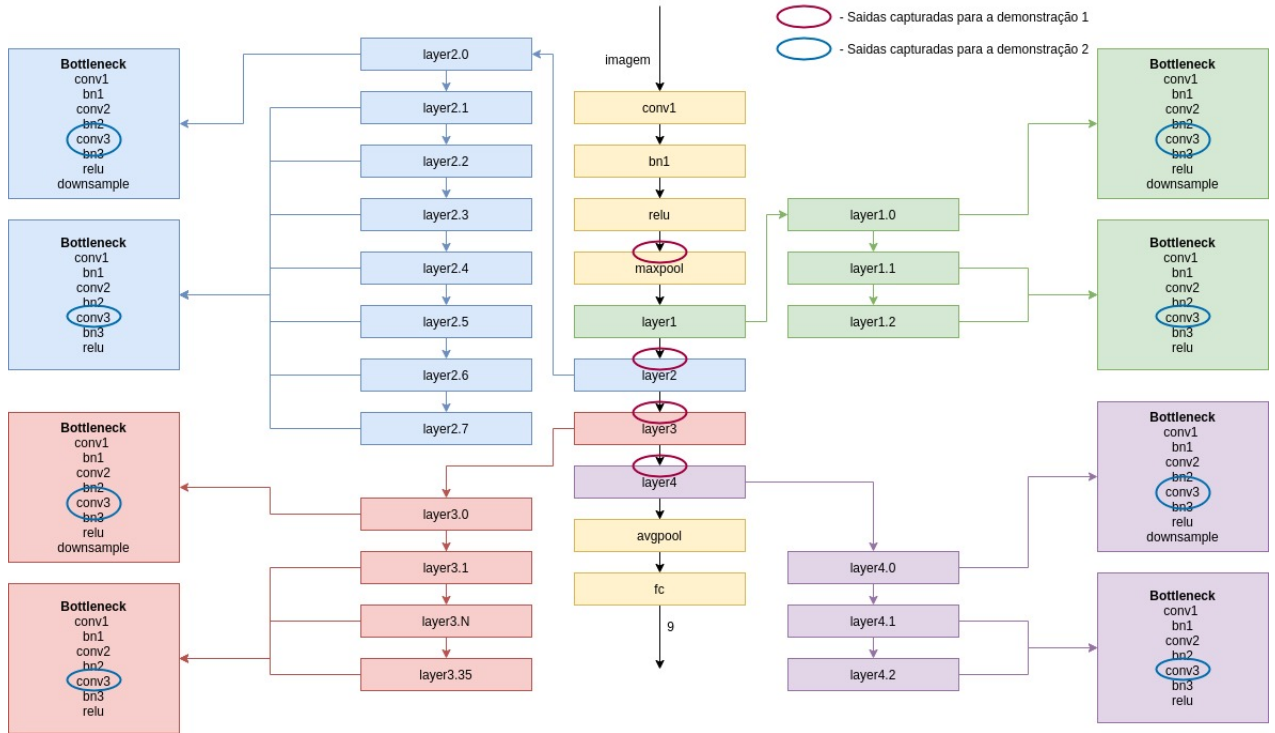 - Saidas capturadas para a demonstração 1
- Saidas capturadas para a demonstração 2
imagem
conv1
bn1
relu
maxpool
layer1
layer2
layer3
layer4
avgpool
fc
9
layer2.0
layer2.1
layer2.2
layer2.3
layer2.4
layer2.5
layer2.6
layer2.7
Bottleneck
conv1
bn1
conv2
bn2
conv3
bn3
relu
downsample
Bottleneck
conv1
bn1
conv2
bn2
conv3
bn3
relu
layer3.0
layer3.1
layer3.N
layer3.35
Bottleneck
conv1
bn1
conv2
bn2
conv3
bn3
relu
downsample
Bottleneck
conv1
bn1
conv2
bn2
conv3
bn3
relu
layer1.0
layer1.1
layer1.2
Bottleneck
conv1
bn1
conv2
bn2
conv3
bn3
relu
downsample
Bottleneck
conv1
bn1
conv2
bn2
conv3
bn3
relu
layer4.0
layer4.1
layer4.2
Bottleneck
conv1
bn1
conv2
bn2
conv3
bn3
relu
downsample
Bottleneck
conv1
bn1
conv2
bn2
conv3
bn3
relu